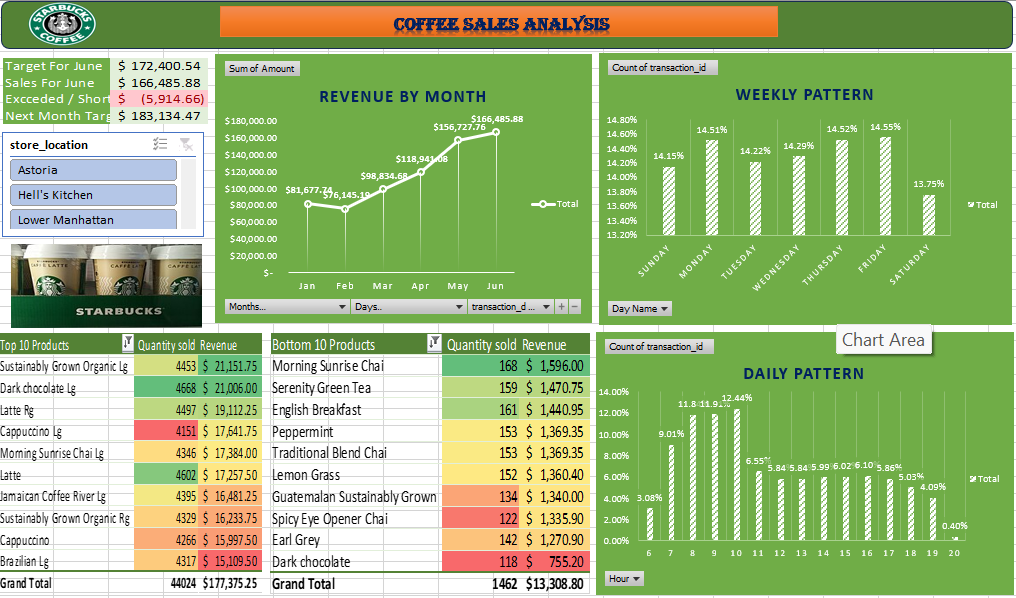 STARBUCKS
COFFEE
COFFEE SALES ANALYSIS
Target For June $ 172,400.54
Sales For June $ 166,485.88
Excceded / Short $ (5,914.66)
Next Month Targ $ 183,134.47
store_location
Astoria
Hell's Kitchen
Lower Manhattan
STARBUCKS
Sum of Amount
REVENUE BY MONTH
$180,000.00
$160,000.00
$140,000.00
$120,000.00
$100,000.00
$80,000.00
$60,000.00
$40,000.00
$20,000.00
$-
$81,677.74
$76,145.19
$98,834.68
$118,941.08
$156,727.76
$166,485.88
Total
Jan Feb Mar Apr May Jun
Months... Days.. transaction_d... + −
Count of transaction_id
WEEKLY PATTERN
14.80%
14.60%
14.40%
14.20%
14.00%
13.80%
13.60%
13.40%
13.20%
14.15%
14.51%
14.22%
14.29%
14.52%
14.55%
13.75%
Total
SUNDAY
MONDAY
TUESDAY
WEDNESDAY
THURSDAY
FRIDAY
SATURDAY
Day Name
Chart Area
Top 10 Products Quantity sold Revenue
Sustainably Grown Organic Lg 4453 $ 21,151.75
Dark chocolate Lg 4668 $ 21,006.00
Latte Rg 4497 $ 19,112.25
Cappuccino Lg 4151 $ 17,641.75
Morning Sunrise Chai Lg 4346 $ 17,384.00
Latte 4602 $ 17,257.50
Jamaican Coffee River Lg 4395 $ 16,481.25
Sustainably Grown Organic Rg 4329 $ 16,233.75
Cappuccino 4266 $ 15,997.50
Brazilian Lg 4317 $ 15,109.50
Grand Total 44024 $177,375.25
Bottom 10 Products Quantity sold Revenue
Morning Sunrise Chai 168 $ 1,596.00
Serenity Green Tea 159 $ 1,470.75
English Breakfast 161 $ 1,440.95
Peppermint 153 $ 1,369.35
Traditional Blend Chai 153 $ 1,369.35
Lemon Grass 152 $ 1,360.40
Guatemalan Sustainably Grown 134 $ 1,340.00
Spicy Eye Opener Chai 122 $ 1,335.90
Earl Grey 142 $ 1,270.90
Dark chocolate 118 $ 755.20
Grand Total 1462 $13,308.80
Count of transaction_id
DAILY PATTERN
14.00%
12.00%
10.00%
8.00%
6.00%
4.00%
2.00%
0.00%
3.08%
9.01%
11.8
11.91%
12.44%
6.55%
5.84
5.84
5.99
6.02
6.10
5.86%
5.03%
4.09%
0.40%
Total
6 7 8 9 10 11 12 13 14 15 16 17 18 19 20
Hour